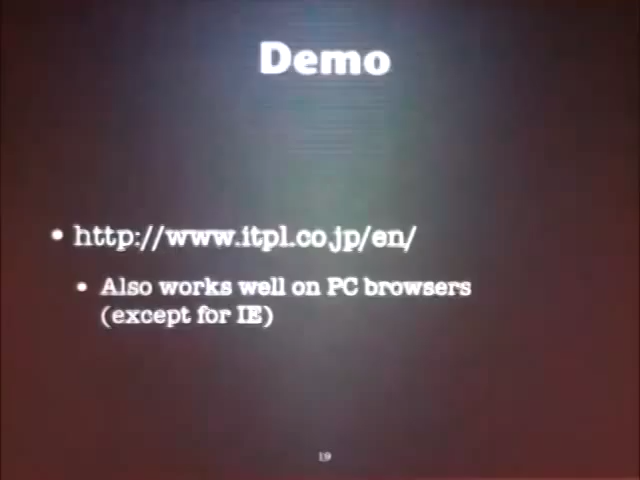 Demo
• http://www.itpl.co.jp/en/
• Also works well on PC browsers
(except for IE)
19